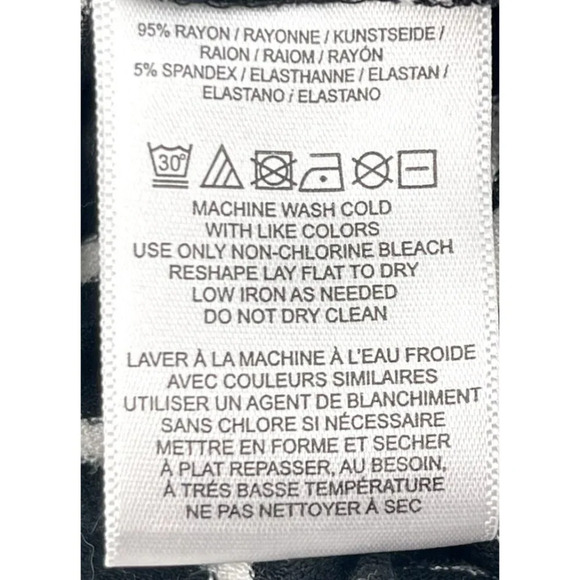 95% RAYON / RAYONNE / KUNSTSEIDE /
RAION / RAIOM / RAYÓN
5% SPANDEX / ELASTHANNE / ELASTAN /
ELASTANO / ELASTANO
30°
MACHINE WASH COLD
WITH LIKE COLORS
USE ONLY NON-CHLORINE BLEACH
RESHAPE LAY FLAT TO DRY
LOW IRON AS NEEDED
DO NOT DRY CLEAN
LAVER À LA MACHINE À L'EAU FROIDE
AVEC COULEURS SIMILAIRES
UTILISER UN AGENT DE BLANCHIMENT
SANS CHLORE SI NÉCESSAIRE
METTRE EN FORME ET SECHER
À PLAT REPASSER, AU BESOIN,
À TRÉS BASSE TEMPÉRATURE
NE PAS NETTOYER À SEC